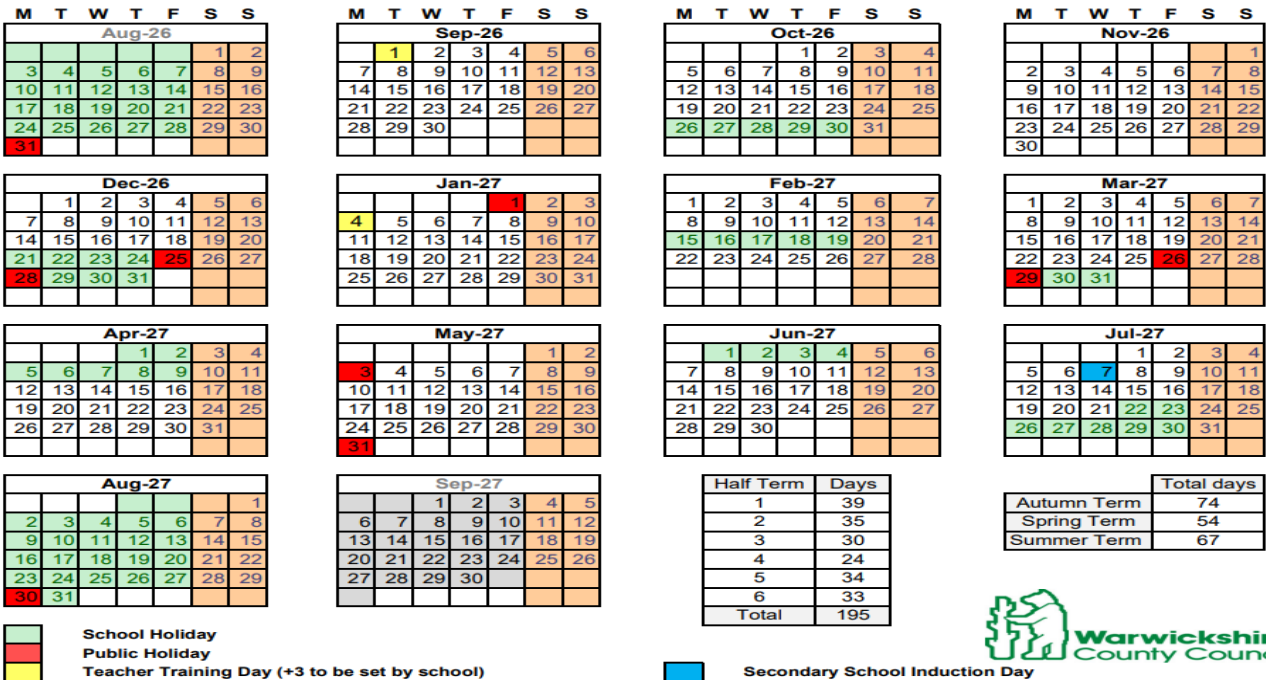 M T W T F S S
Aug-26
1 2
3 4 5 6 7 8 9
10 11 12 13 14 15 16
17 18 19 20 21 22 23
24 25 26 27 28 29 30
31
M T W T F S S
Sep-26
1 2 3 4 5 6
7 8 9 10 11 12 13
14 15 16 17 18 19 20
21 22 23 24 25 26 27
28 29 30
M T W T F S S
Oct-26
1 2 3 4
5 6 7 8 9 10 11
12 13 14 15 16 17 18
19 20 21 22 23 24 25
26 27 28 29 30 31
M T W T F S S
Nov-26
1
2 3 4 5 6 7 8
9 10 11 12 13 14 15
16 17 18 19 20 21 22
23 24 25 26 27 28 29
30
Dec-26
1 2 3 4 5 6
7 8 9 10 11 12 13
14 15 16 17 18 19 20
21 22 23 24 25 26 27
28 29 30 31
Jan-27
1 2 3
4 5 6 7 8 9 10
11 12 13 14 15 16 17
18 19 20 21 22 23 24
25 26 27 28 29 30 31
Feb-27
1 2 3 4 5 6 7
8 9 10 11 12 13 14
15 16 17 18 19 20 21
22 23 24 25 26 27 28
Mar-27
1 2 3 4 5 6 7
8 9 10 11 12 13 14
15 16 17 18 19 20 21
22 23 24 25 26 27 28
29 30 31
Apr-27
1 2 3 4
5 6 7 8 9 10 11
12 13 14 15 16 17 18
19 20 21 22 23 24 25
26 27 28 29 30 31
May-27
1 2
3 4 5 6 7 8 9
10 11 12 13 14 15 16
17 18 19 20 21 22 23
24 25 26 27 28 29 30
31
Jun-27
1 2 3 4 5 6
7 8 9 10 11 12 13
14 15 16 17 18 19 20
21 22 23 24 25 26 27
28 29 30
Jul-27
1 2 3 4
5 6 7 8 9 10 11
12 13 14 15 16 17 18
19 20 21 22 23 24 25
26 27 28 29 30 31
Aug-27
1
2 3 4 5 6 7 8
9 10 11 12 13 14 15
16 17 18 19 20 21 22
23 24 25 26 27 28 29
30 31
Sep-27
1 2 3 4 5
6 7 8 9 10 11 12
13 14 15 16 17 18 19
20 21 22 23 24 25 26
27 28 29 30
Half Term Days
1 39
2 35
3 30
4 24
5 34
6 33
Total 195
Total days
Autumn Term 74
Spring Term 54
Summer Term 67
Warwickshir
County Counc
School Holiday
Public Holiday
Teacher Training Day (+3 to be set by school)
Secondary School Induction Day